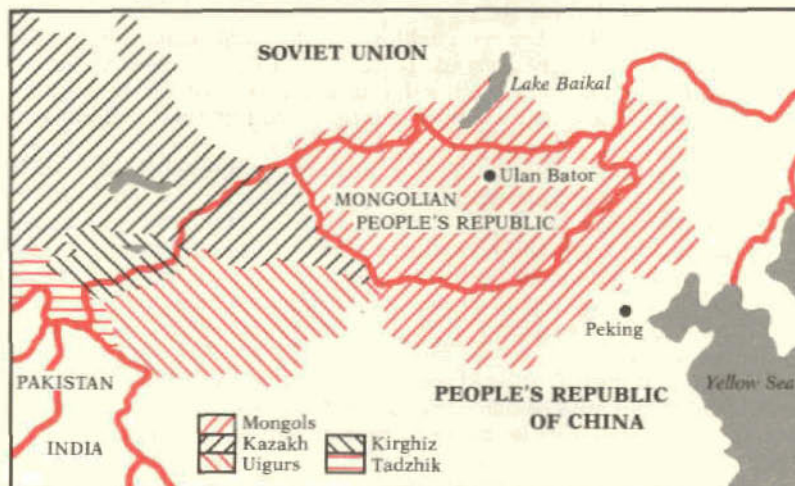 SOVIET UNION
Lake Baikal
Ulan Bator
MONGOLIAN
PEOPLE'S REPUBLIC
Peking
PAKISTAN
PEOPLE'S REPUBLIC
OF CHINA
Yellow Sea
INDIA
Mongols
Kazakh
Uigurs
Kirghiz
Tadzhik